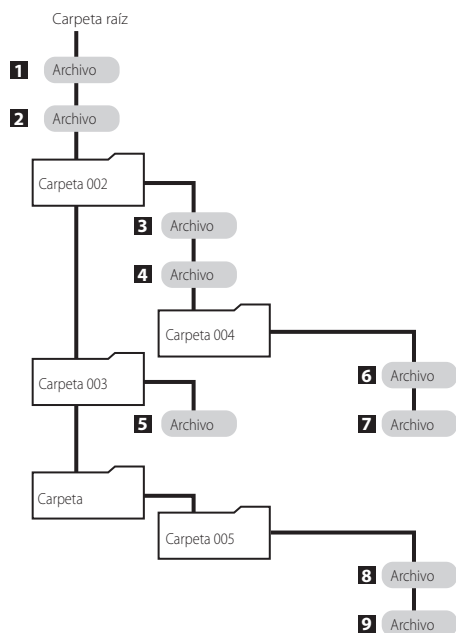 Carpeta raíz
1 Archivo
2 Archivo
Carpeta 002
3 Archivo
4 Archivo
Carpeta 004
6 Archivo
Carpeta 003
5 Archivo
7 Archivo
Carpeta
Carpeta 005
8 Archivo
9 Archivo